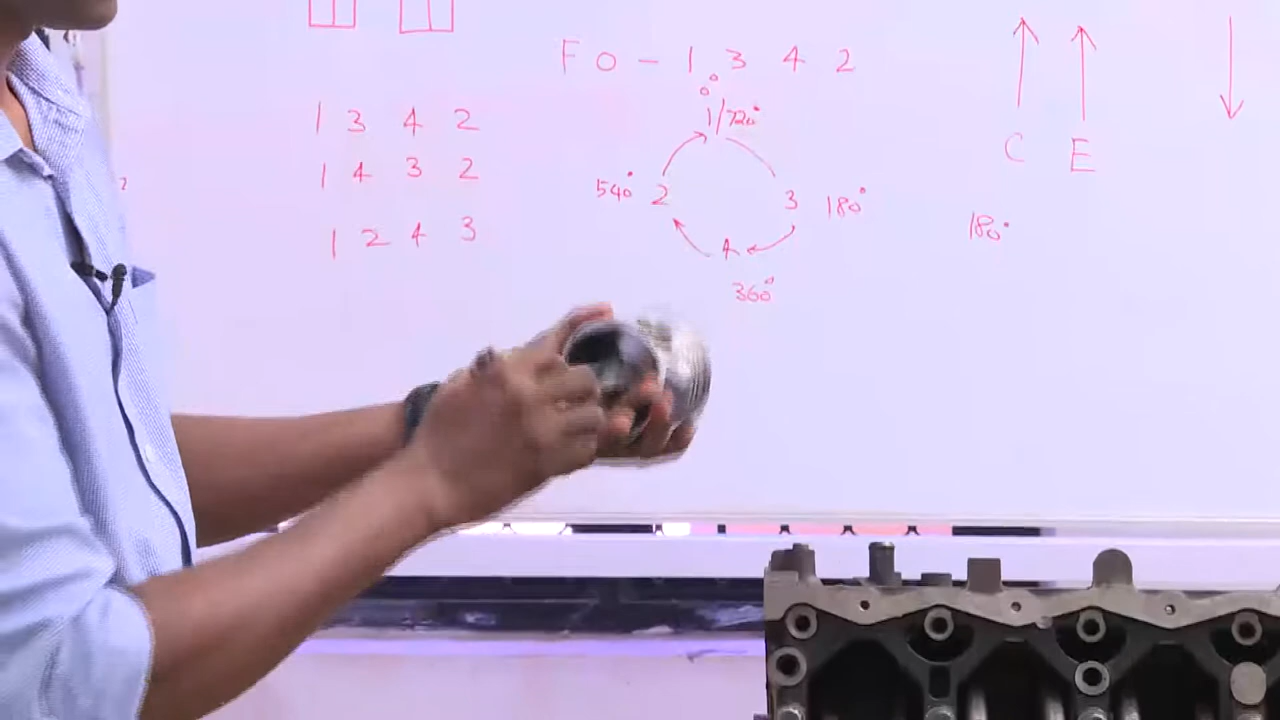 FO - 1 3 4 2
0°
1 3 4 2
1/720°
C E
1 4 3 2
540° 2
3 180°
180°
1 2 4 3
4
360°